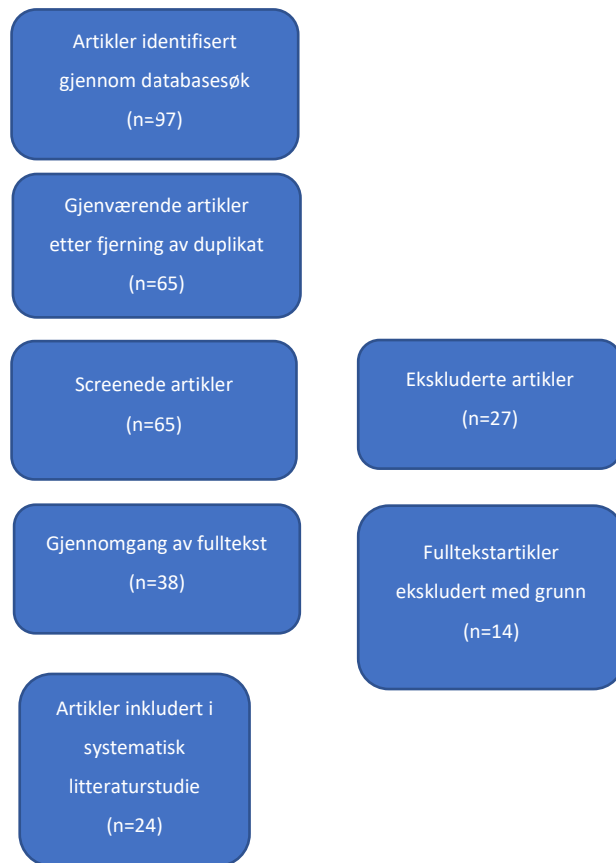 Artikler identifisert
gjennom databasesøk
(n=97)
Gjenværende artikler
etter fjerning av duplikat
(n=65)
Screenede artikler
(n=65)
Ekskluderte artikler
(n=27)
Gjennomgang av fulltekst
(n=38)
Fulltekstartikler
ekskludert med grunn
(n=14)
Artikler inkludert i
systematisk
litteraturstudie
(n=24)